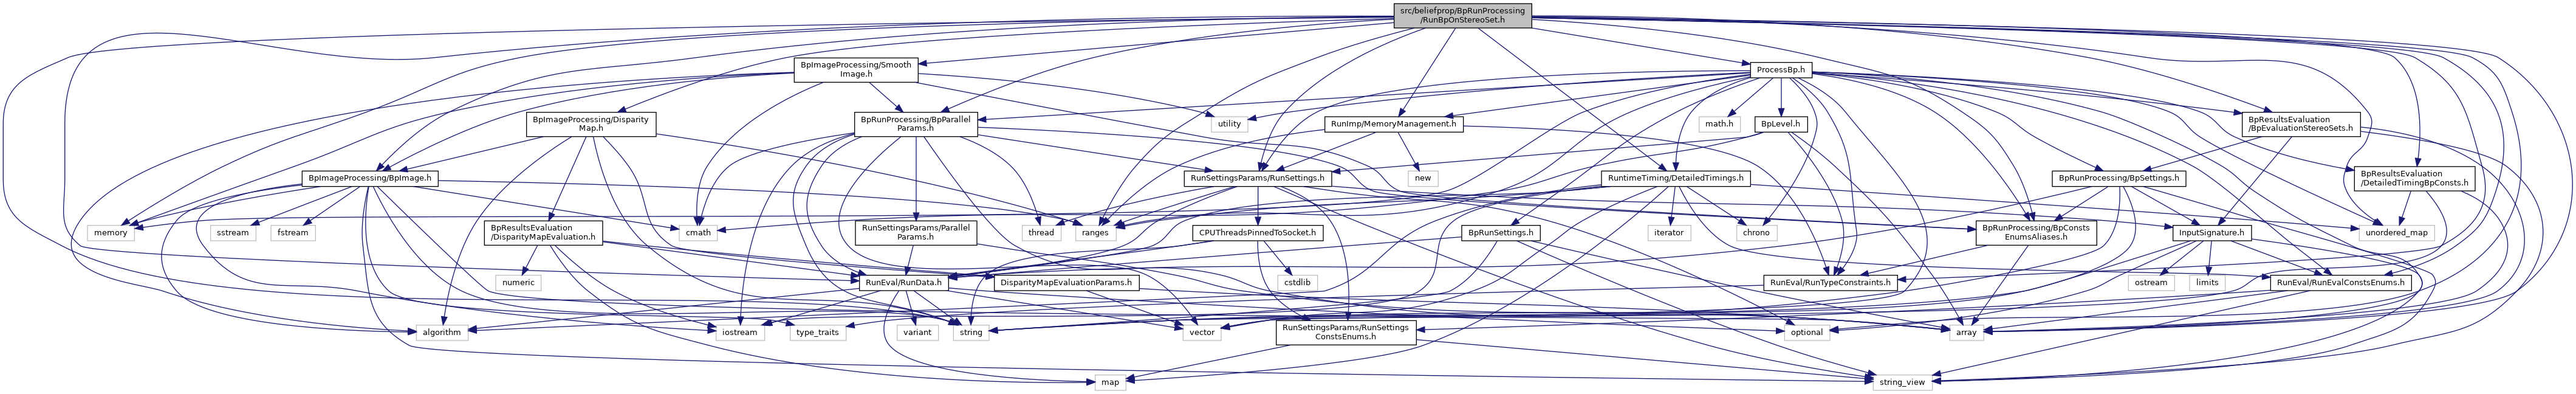 src/beliefprop/BpRunProcessing
/RunBpOnStereoSet.h
BpImageProcessing/Smooth
Image.h
ProcessBp.h
BpImageProcessing/Disparity
Map.h
BpRunProcessing/BpParallel
Params.h
utility
RunImp/MemoryManagement.h
math.h
BpLevel.h
BpResultsEvaluation
/BpEvaluationStereoSets.h
BpImageProcessing/BpImage.h
RunSettingsParams/RunSettings.h
new
RuntimeTiming/DetailedTimings.h
BpRunProcessing/BpSettings.h
BpResultsEvaluation
/DetailedTimingBpConsts.h
memory
sstream
fstream
BpResultsEvaluation
/DisparityMapEvaluation.h
cmath
RunSettingsParams/Parallel
Params.h
thread
ranges
CPUThreadsPinnedToSocket.h
BpRunSettings.h
iterator
chrono
BpRunProcessing/BpConsts
EnumsAliases.h
InputSignature.h
unordered_map
numeric
RunEval/RunData.h
DisparityMapEvaluationParams.h
cstdlib
RunEval/RunTypeConstraints.h
ostream
limits
RunEval/RunEvalConstsEnums.h
algorithm
iostream
type_traits
variant
string
vector
RunSettingsParams/RunSettings
ConstsEnums.h
optional
array
map
string_view